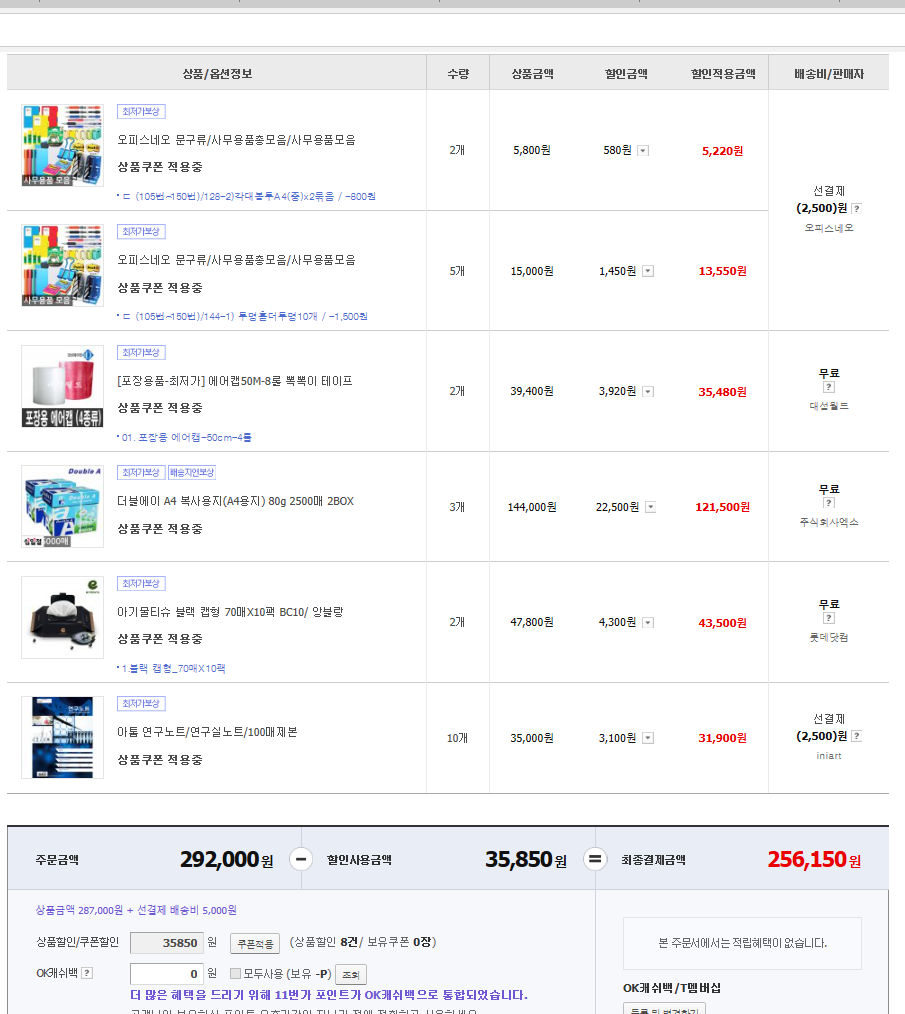 상품/옵션정보 수량 상품금액 할인금액 할인적용금액 배송비/판매자
최저가보상
오피스네오 문구류/사무용품총모음/사무용품모음
상품쿠폰 적용중
ㄷ (105번~150번)/128-2)각대봉투A4(중)x2묶음 / -800원
사무용품 모음
2개 5,800원 580원 5,220원
선결제
(2,500)원 ?
오피스네오
최저가보상
오피스네오 문구류/사무용품총모음/사무용품모음
상품쿠폰 적용중
ㄷ (105번~150번)/144-1) 투명홀더투명10개 / -1,500원
사무용품 모음
5개 15,000원 1,450원 13,550원
최저가보상
[포장용품-최저가] 에어캡50M-8롤 뽁뽁이 테이프
상품쿠폰 적용중
01. 포장용 에어캡-50cm-4롤
포장용 에어캡 (4종류)
2개 39,400원 3,920원 35,480원
무료
?
대성월드
최저가보상 배송지연보상
더블에이 A4 복사용지(A4용지) 80g 2500매 2BOX
상품쿠폰 적용중
Double A
3개 144,000원 22,500원 121,500원
무료
?
주식회사엑스
최저가보상
아기물티슈 블랙 캡형 70매X10팩 BC10/ 앙블랑
상품쿠폰 적용중
1.블랙 캡형_70매X10팩
2개 47,800원 4,300원 43,500원
무료
?
롯데닷컴
최저가보상
아톰 연구노트/연구실노트/100매제본
상품쿠폰 적용중
연구노트
10개 35,000원 3,100원 31,900원
선결제
(2,500)원 ?
iniart
주문금액 292,000 원 − 할인사용금액 35,850 원 = 최종결제금액 256,150 원
상품금액 287,000원 + 선결제 배송비 5,000원
상품할인/쿠폰할인 35850 원 쿠폰적용 (상품할인 8건/ 보유쿠폰 0장)
OK캐쉬백 ? 0 원 모두사용 (보유 -P) 조회
더 많은 혜택을 드리기 위해 11번가 포인트가 OK캐쉬백으로 통합되었습니다.
본 주문서에서는 적립혜택이 없습니다.
OK캐쉬백/T멤버십